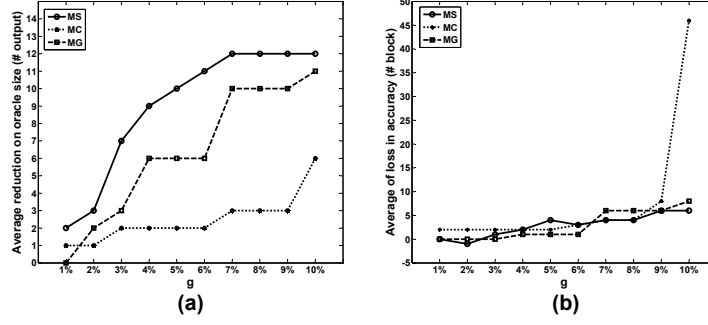 MS
MC
MG
14
13
12
11
10
9
8
7
6
5
4
3
2
1
0
1% 2% 3% 4% 5% 6% 7% 8% 9% 10%
g
Average reduction on oracle size (# output)
(a)
MS
MC
MG
50
45
40
35
30
25
20
15
10
5
0
-5
1% 2% 3% 4% 5% 6% 7% 8% 9% 10%
g
Average of loss in accuracy (# block)
(b)